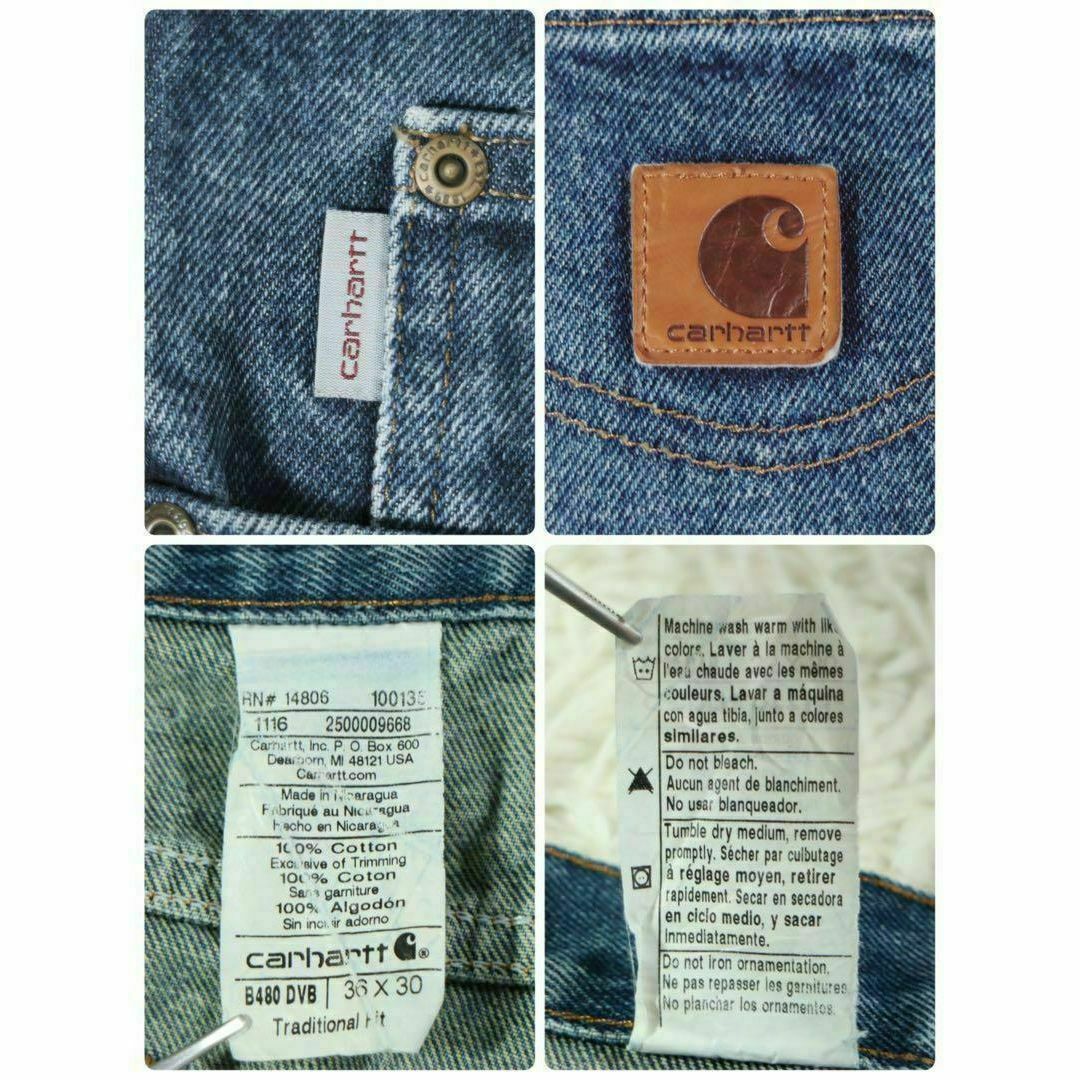 carhartt
carhartt
carhartt
RN# 14806
1116 2500009668
Carhartt, Inc. P.O. Box 600
Dearborn, MI 48121 USA
Carhartt.com
Made in Nicaragua
Fabriqué au Nicaragua
Hecho en Nicaragua
100% Cotton
Exclusive of Trimming
100% Coton
Sans garniture
100% Algodón
Sin incluir adorno
carhartt ®
B480 DVB 36 X 30
Traditional Fit
Machine wash warm with like
colors. Laver à la machine à
l'eau chaude avec les mêmes
couleurs. Lavar a máquina
con agua tibia, junto a colores
similares.
Do not bleach.
Aucun agent de blanchiment.
No usar blanqueador.
Tumble dry medium, remove
promptly. Sécher par culbutage
à réglage moyen, retirer
rapidement. Secar en secadora
en ciclo medio, y sacar
inmediatamente.
Do not iron ornamentation.
Ne pas repasser les garnitures.
No planchar los ornamentos.